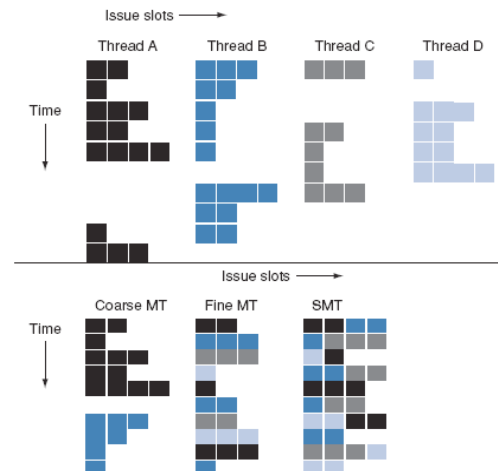 Issue slots
Thread A Thread B Thread C Thread D
Time
Issue slots
Coarse MT Fine MT SMT
Time